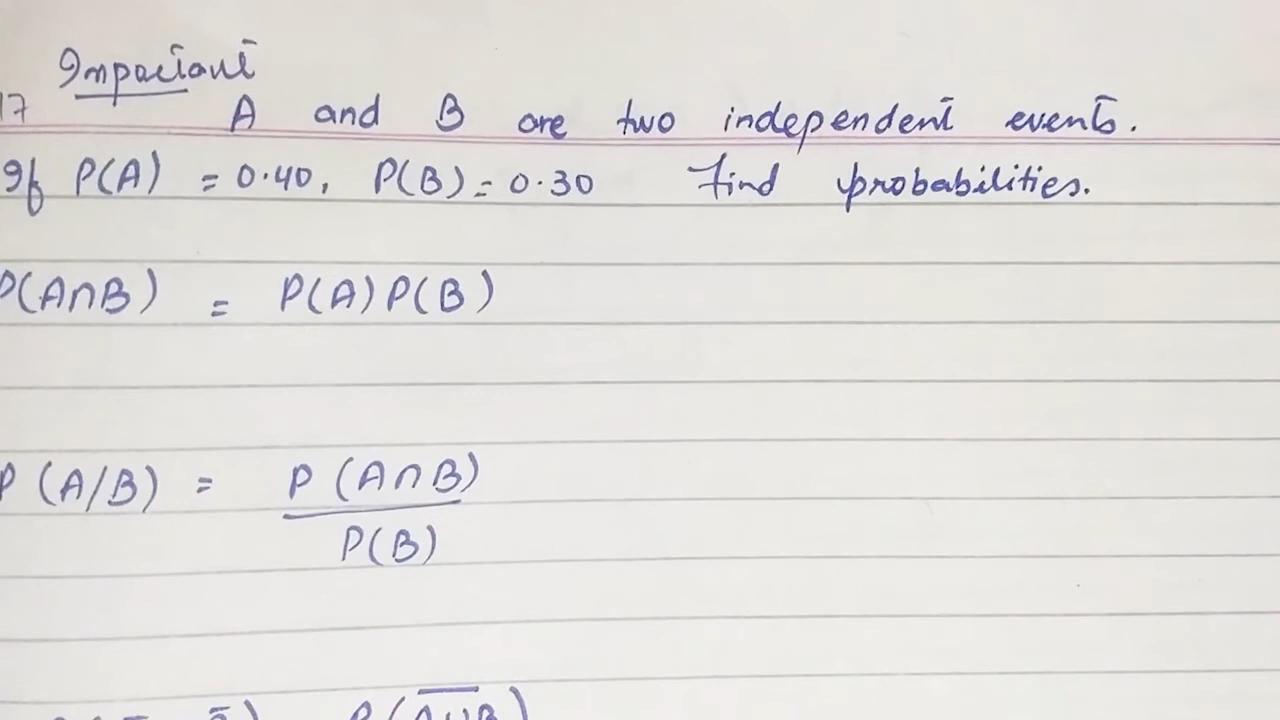 Important
17 A and B are two independent events.
If P(A) = 0.40, P(B) = 0.30 find probabilities.
P(A∩B) = P(A)P(B)
P (A/B) = P (A∩B)
P(B)
P(A∪B)